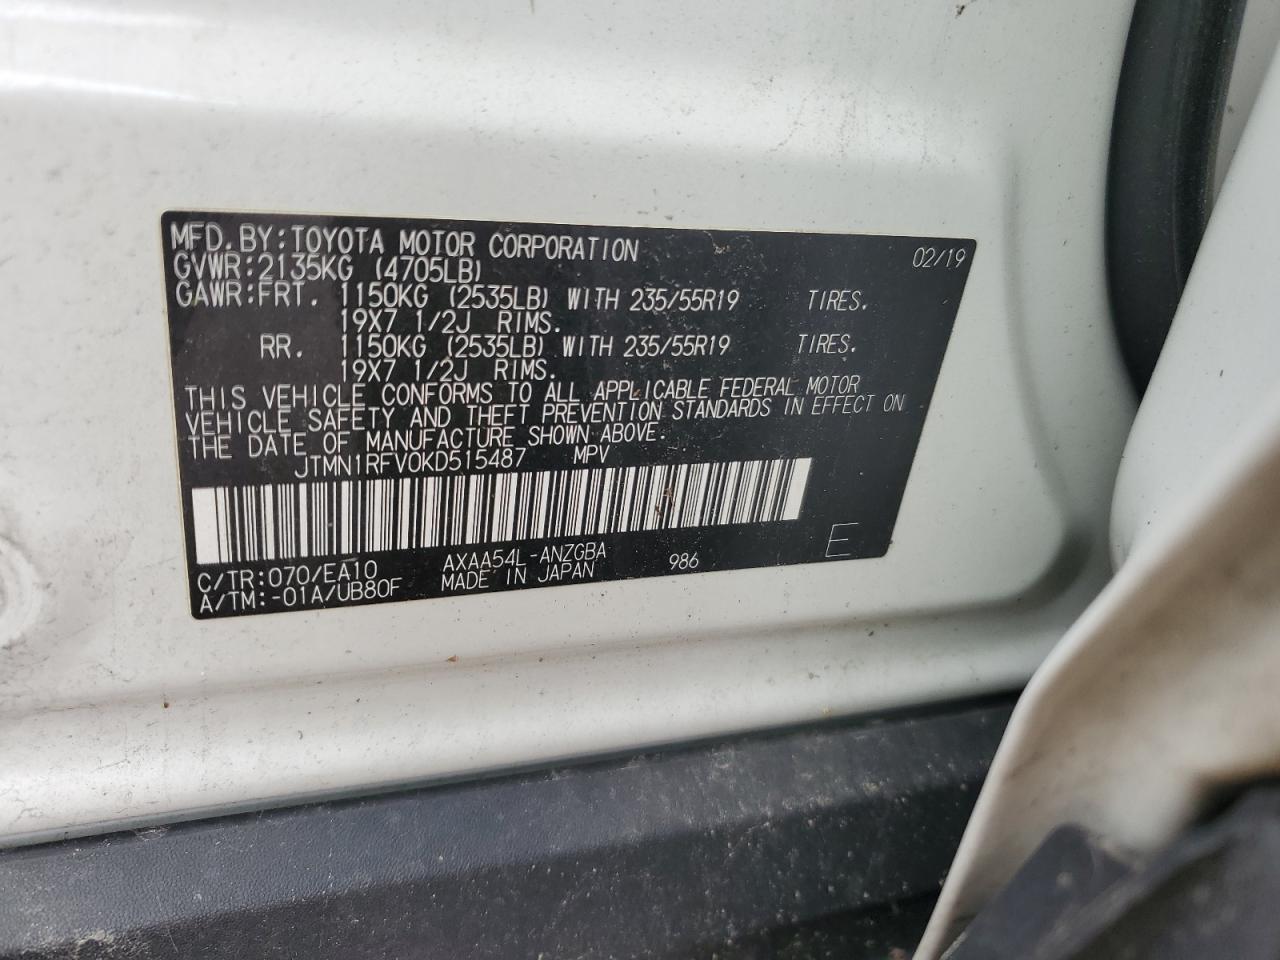 MFD.BY:TOYOTA MOTOR CORPORATION 02/19
GVWR:2135KG (4705LB)
GAWR:FRT. 1150KG (2535LB) WITH 235/55R19 TIRES.
19X7 1/2J RIMS.
RR. 1150KG (2535LB) WITH 235/55R19 TIRES.
19X7 1/2J RIMS.
THIS VEHICLE CONFORMS TO ALL APPLICABLE FEDERAL MOTOR
VEHICLE SAFETY AND THEFT PREVENTION STANDARDS IN EFFECT ON
THE DATE OF MANUFACTURE SHOWN ABOVE.
JTMN1RFV0KD515487 MPV
C/TR:070/EA10 AXAA54L-ANZGBA 986 E
A/TM:-01A/UB80F MADE IN JAPAN